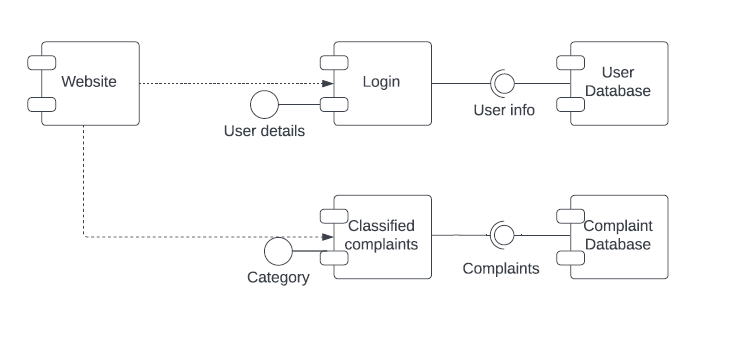 Website
Login
User
Database
User info
User details
Classified
complaints
Complaint
Database
Complaints
Category